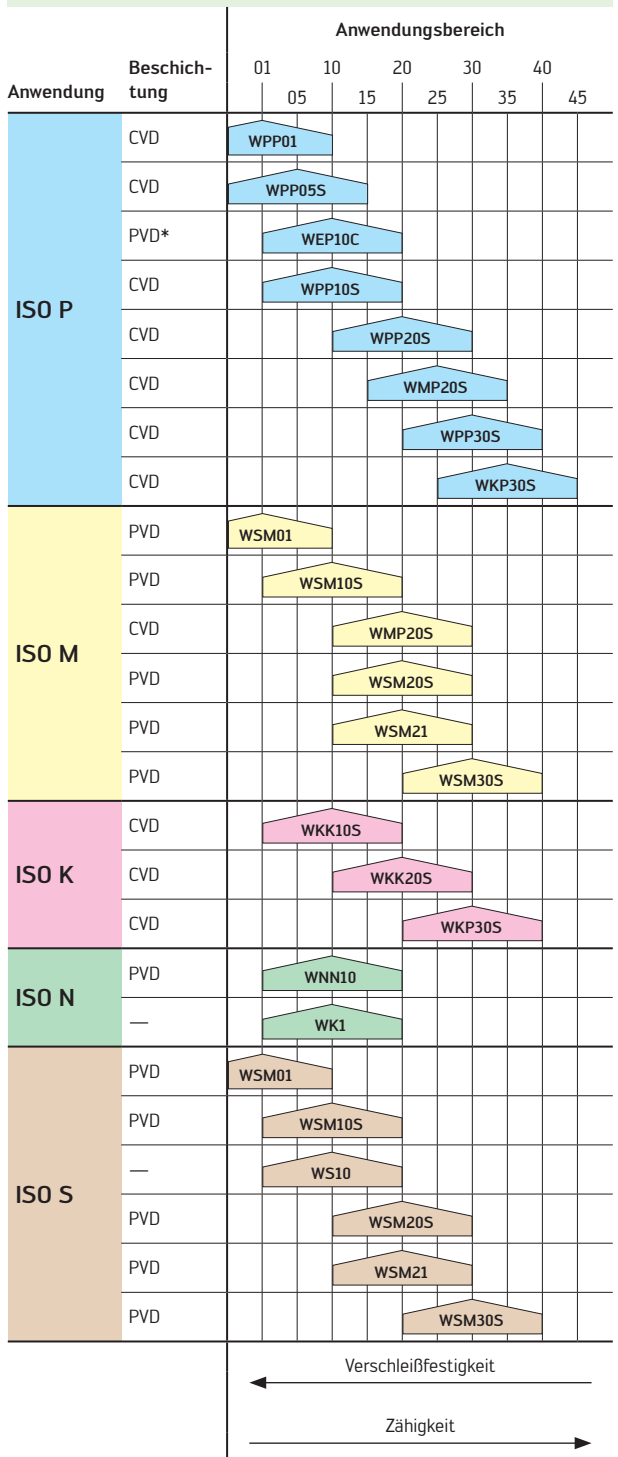 Anwendungsbereich
Anwendung Beschich-
tung
01 10 20 30 40
05 15 25 35 45
ISO P
CVD WPP01
CVD WPP05S
PVD* WEP10C
CVD WPP10S
CVD WPP20S
CVD WMP20S
CVD WPP30S
CVD WKP30S
ISO M
PVD WSM01
PVD WSM10S
CVD WMP20S
PVD WSM20S
PVD WSM21
PVD WSM30S
ISO K
CVD WKK10S
CVD WKK20S
CVD WKP30S
ISO N
PVD WNN10
— WK1
ISO S
PVD WSM01
PVD WSM10S
— WS10
PVD WSM20S
PVD WSM21
PVD WSM30S
Verschleißfestigkeit
Zähigkeit